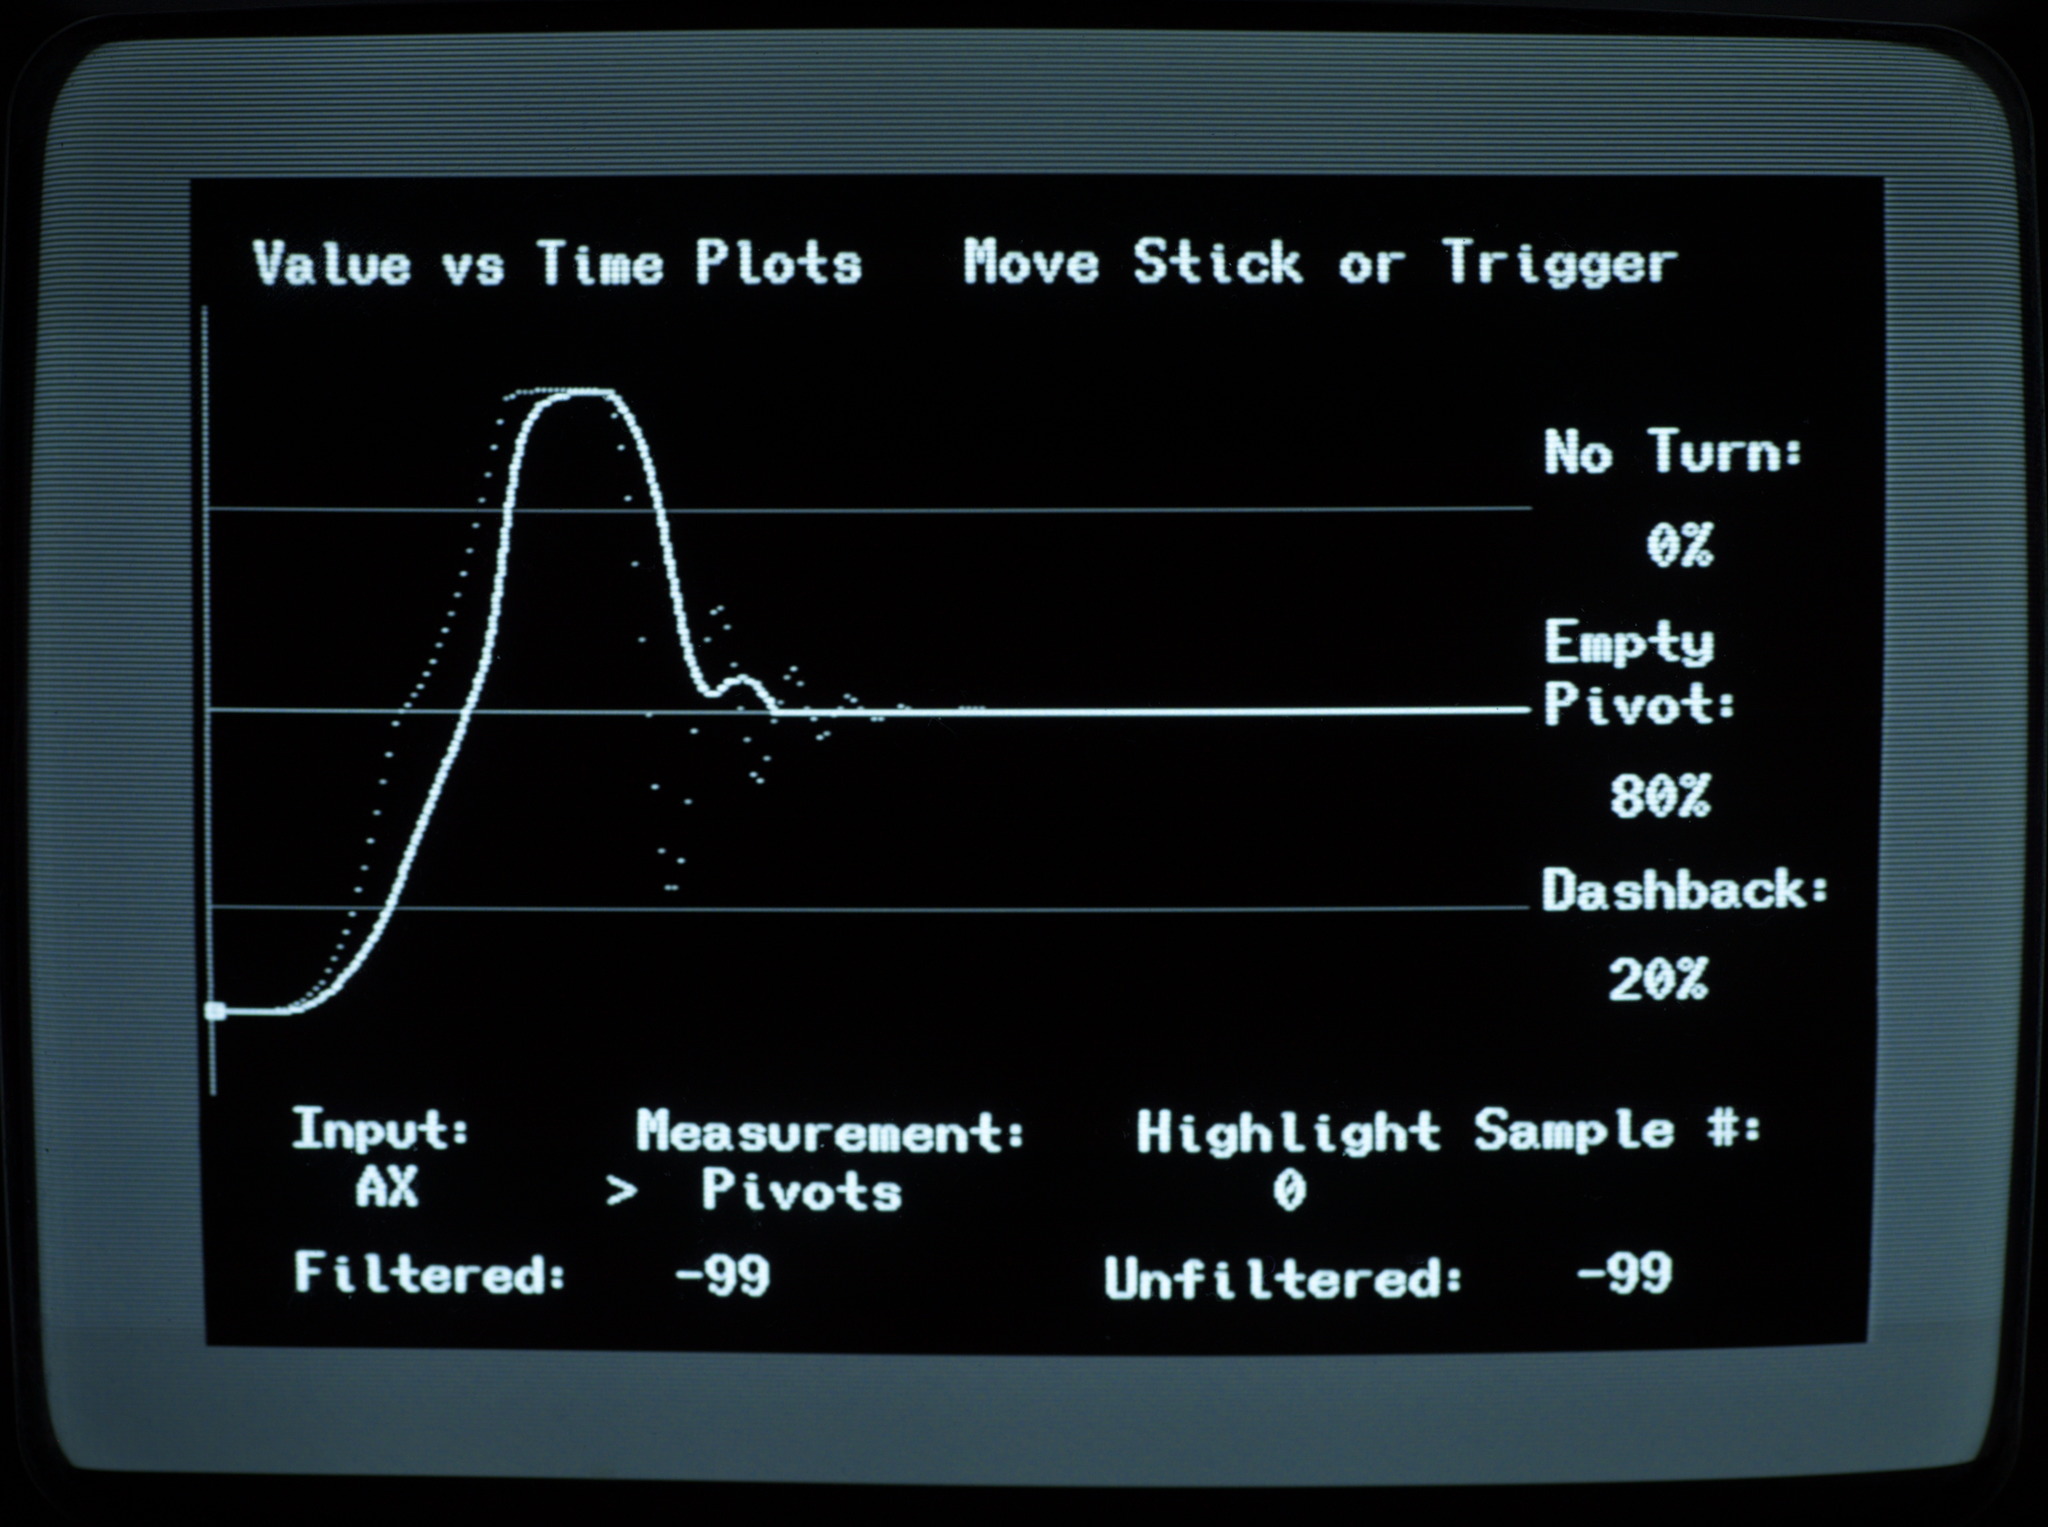 Value vs Time Plots Move Stick or Trigger
No Turn:
0%
Empty
Pivot:
80%
Dashback:
20%
Input: Measurement: Highlight Sample #:
AX > Pivots 0
Filtered: -99 Unfiltered: -99